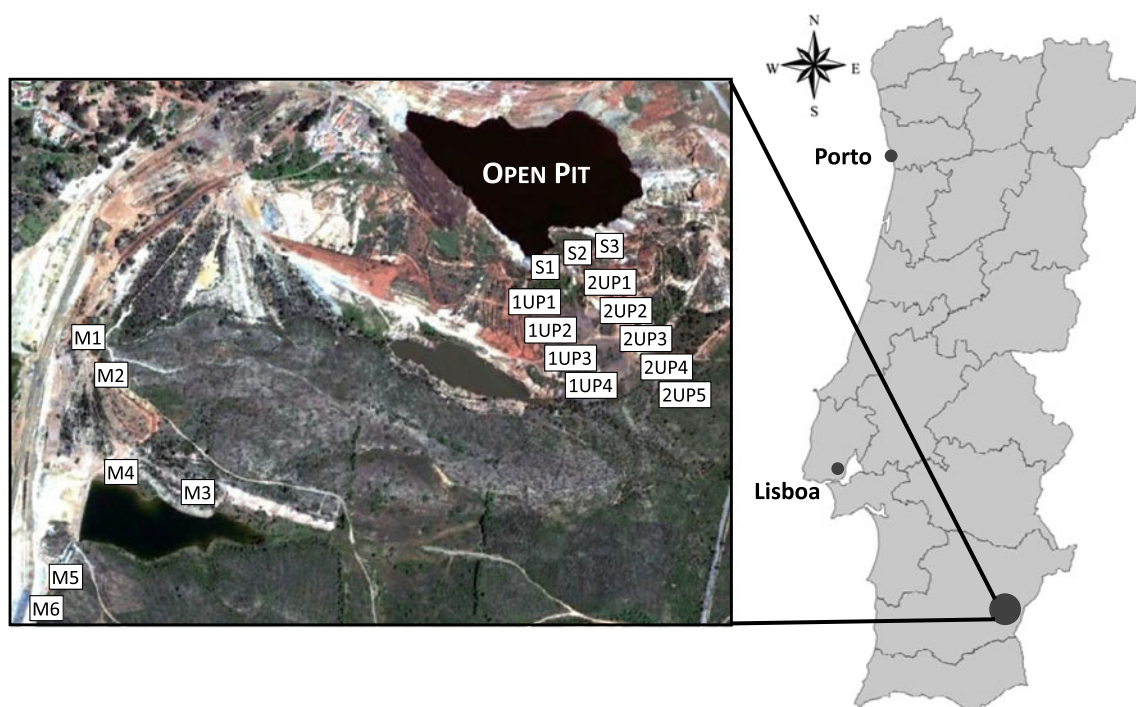 N
W E
S
Porto
Lisboa
OPEN PIT
S1
S2
S3
1UP1
1UP2
1UP3
1UP4
2UP1
2UP2
2UP3
2UP4
2UP5
M1
M2
M4
M3
M5
M6